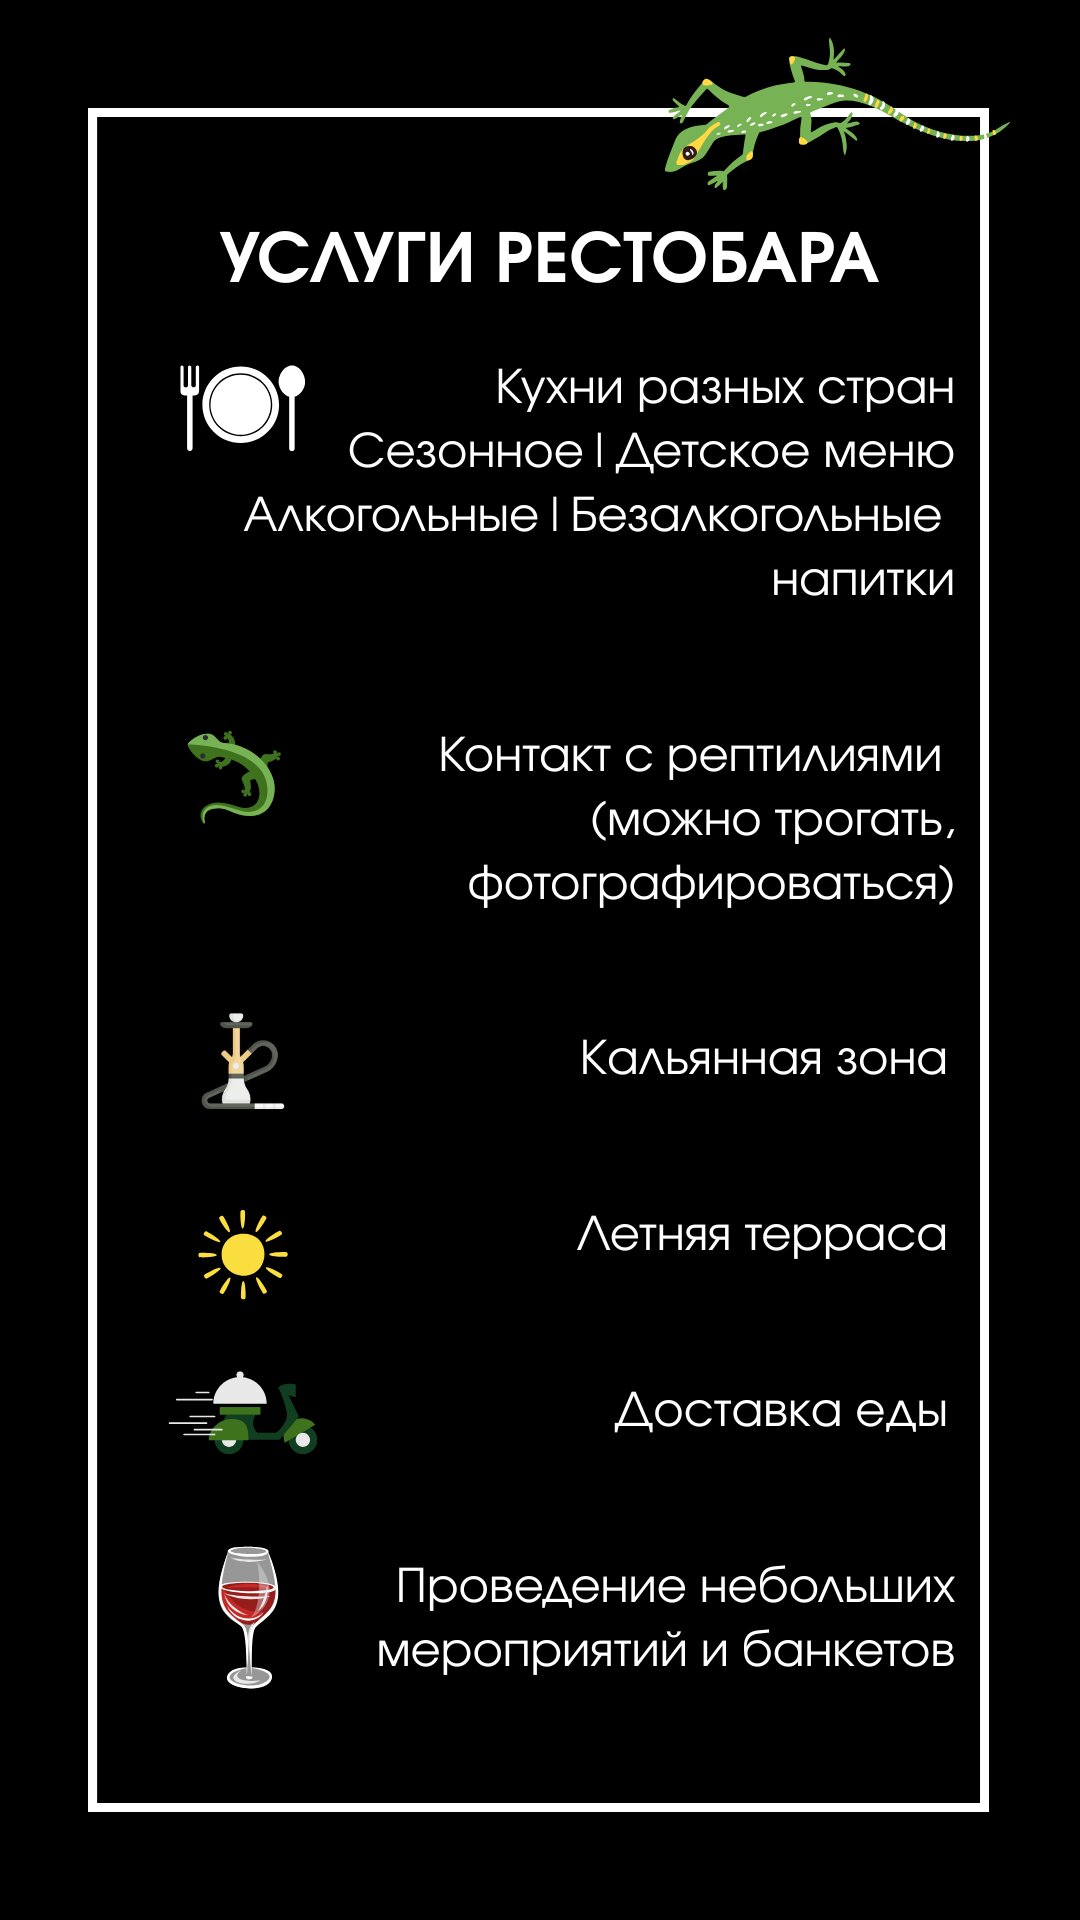 УСЛУГИ РЕСТОБАРА
Кухни разных стран
Сезонное | Детское меню
Алкогольные | Безалкогольные
напитки
Контакт с рептилиями
(можно трогать,
фотографироваться)
Кальянная зона
Летняя терраса
Доставка еды
Проведение небольших
мероприятий и банкетов